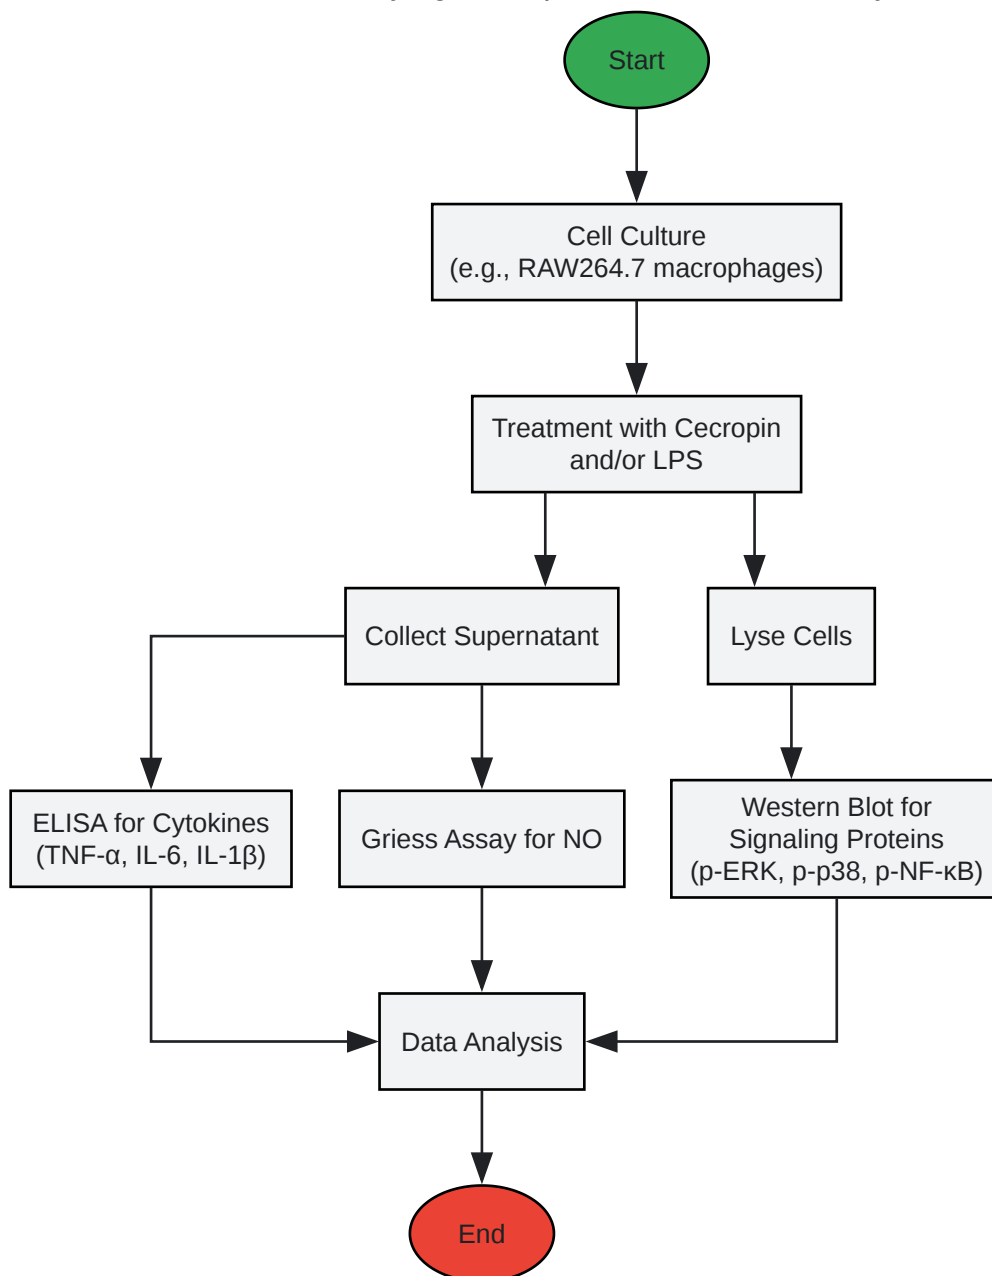 Start
Cell Culture
(e.g., RAW264.7 macrophages)
Treatment with Cecropin
and/or LPS
Collect Supernatant
Lyse Cells
ELISA for Cytokines
(TNF-α, IL-6, IL-1β)
Griess Assay for NO
Western Blot for
Signaling Proteins
(p-ERK, p-p38, p-NF-κB)
Data Analysis
End